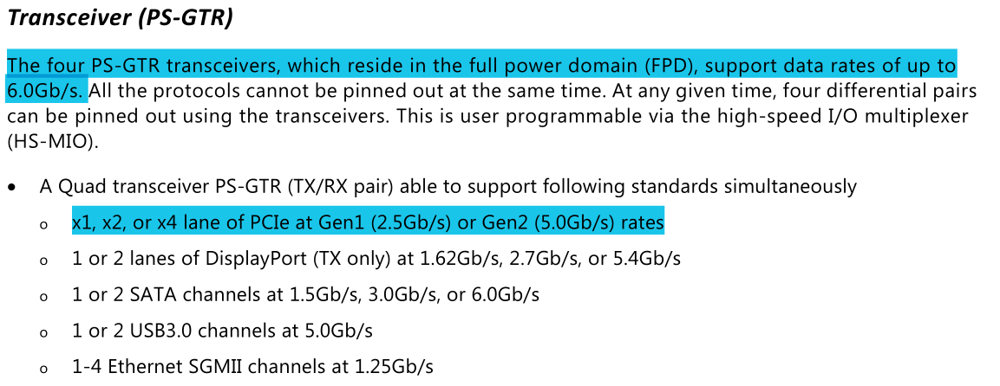 Transceiver (PS-GTR)
The four PS-GTR transceivers, which reside in the full power domain (FPD), support data rates of up to
6.0Gb/s. All the protocols cannot be pinned out at the same time. At any given time, four differential pairs
can be pinned out using the transceivers. This is user programmable via the high-speed I/O multiplexer
(HS-MIO).
• A Quad transceiver PS-GTR (TX/RX pair) able to support following standards simultaneously
o x1, x2, or x4 lane of PCIe at Gen1 (2.5Gb/s) or Gen2 (5.0Gb/s) rates
o 1 or 2 lanes of DisplayPort (TX only) at 1.62Gb/s, 2.7Gb/s, or 5.4Gb/s
o 1 or 2 SATA channels at 1.5Gb/s, 3.0Gb/s, or 6.0Gb/s
o 1 or 2 USB3.0 channels at 5.0Gb/s
o 1-4 Ethernet SGMII channels at 1.25Gb/s